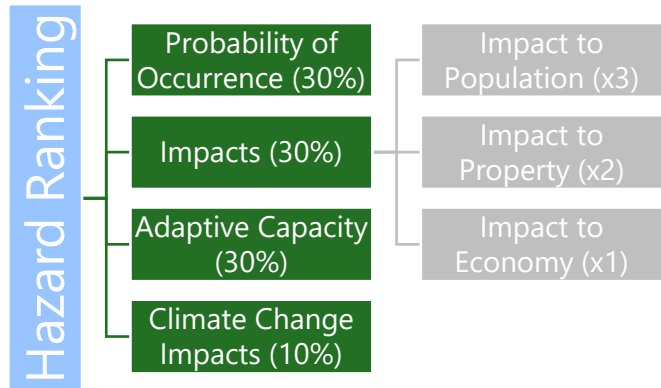 Hazard Ranking
Probability of
Occurrence (30%)
Impacts (30%)
Adaptive Capacity
(30%)
Climate Change
Impacts (10%)
Impact to
Population (x3)
Impact to
Property (x2)
Impact to
Economy (x1)